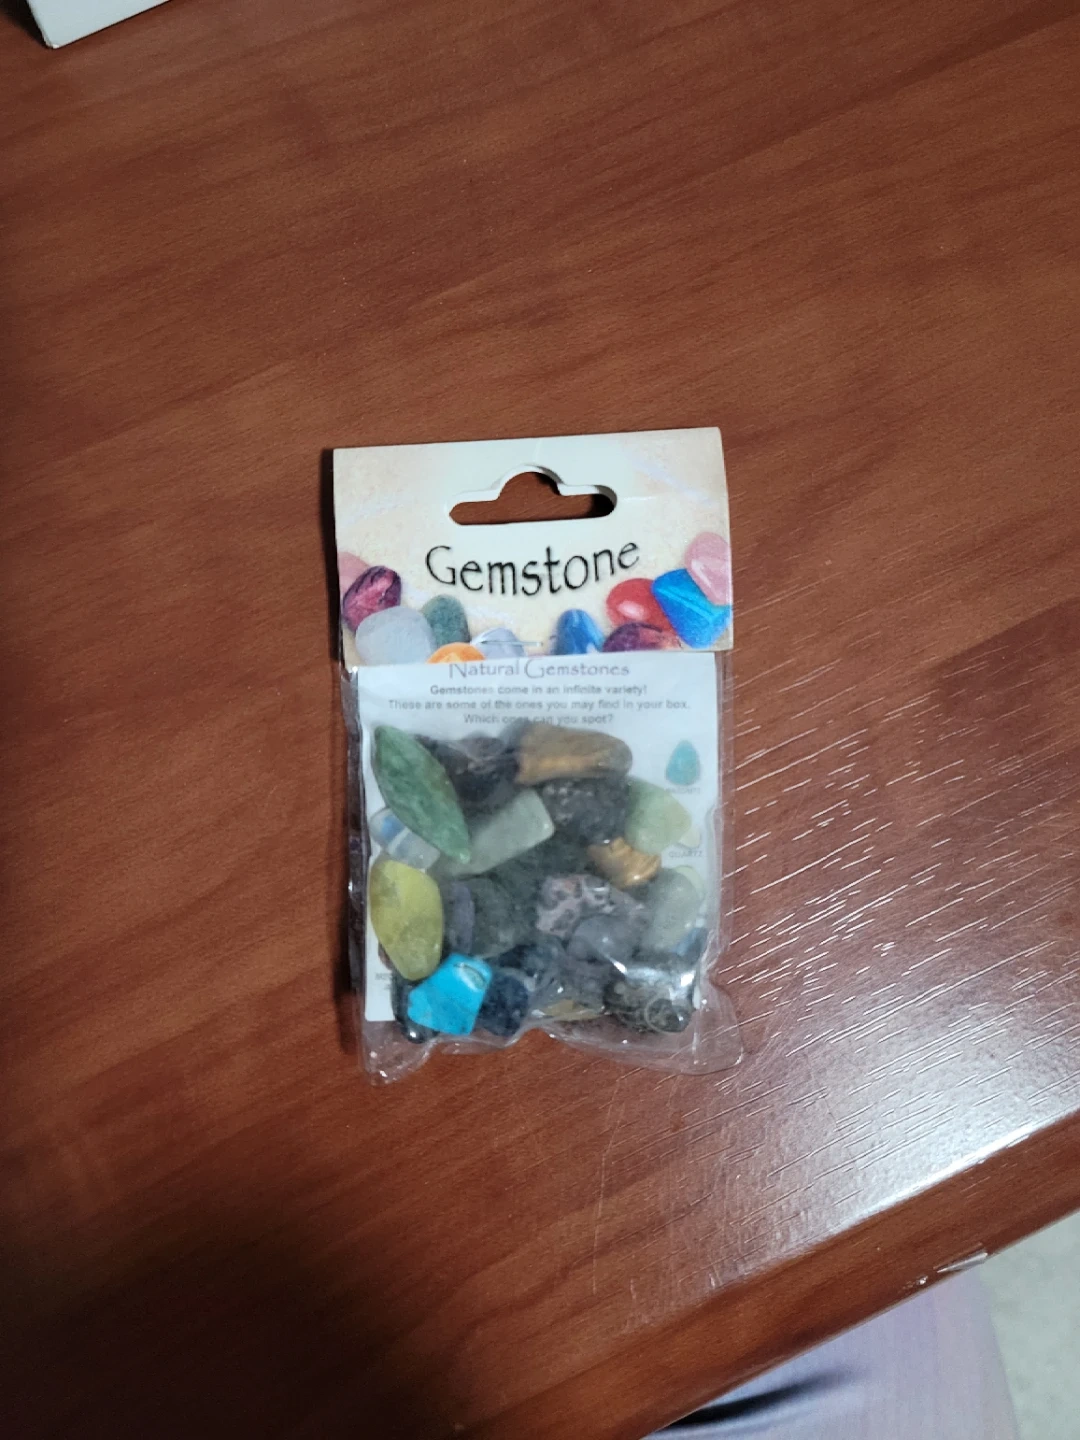 Gemstone
Natural Gemstones
Gemstones come in an infinite variety!
These are some of the ones you may find in your box.
Which ones can you spot?
QUARTZ